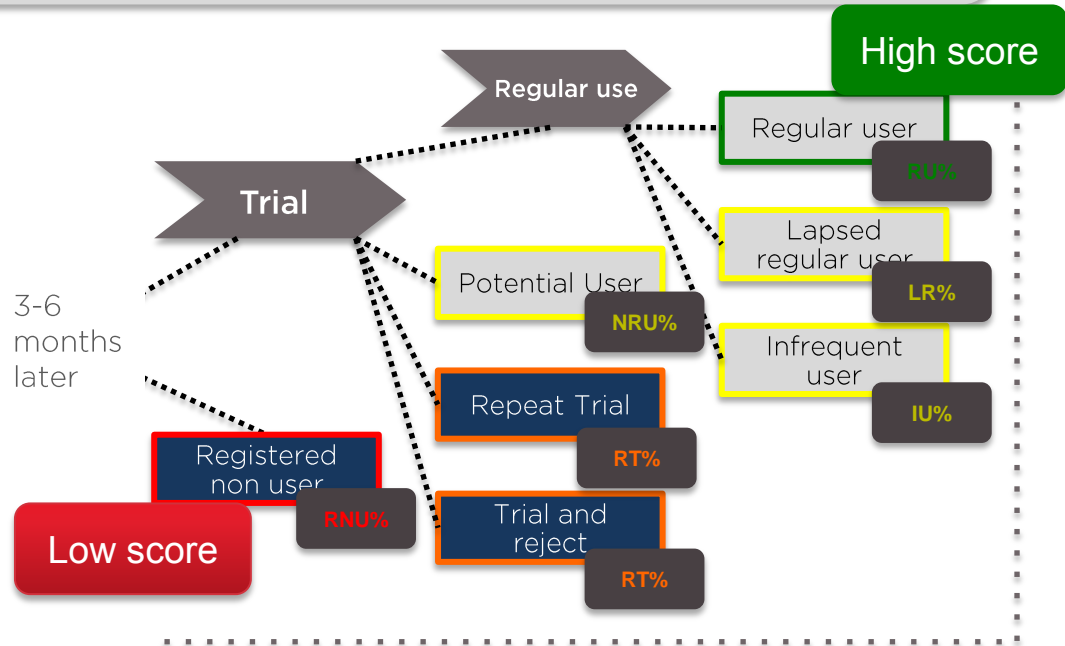 High score
Regular use
Regular user
RU%
Trial
Lapsed
regular user
LR%
Potential User
NRU%
3-6
months
later
Infrequent
user
IU%
Repeat Trial
RT%
Registered
non user
RNU%
Low score
Trial and
reject
RT%